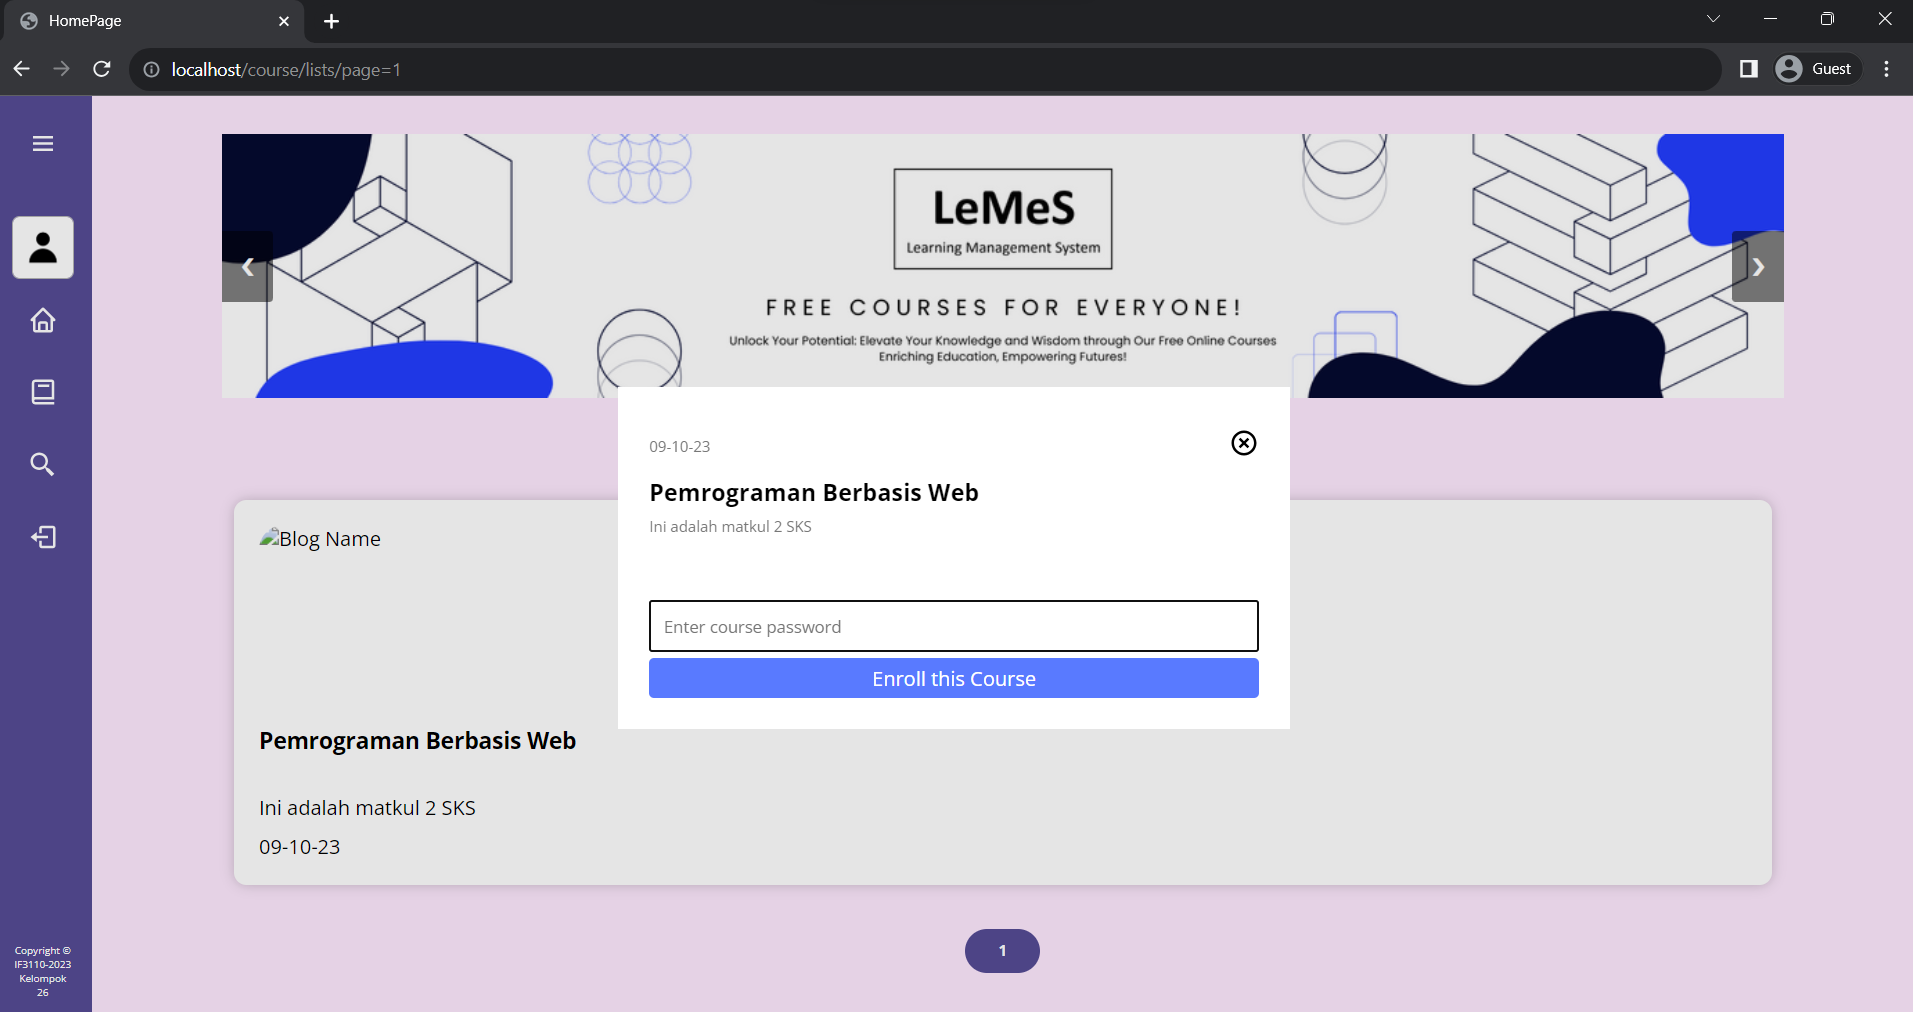 HomePage
localhost/course/lists/page=1
Guest
LeMeS
Learning Management System
FREE COURSES FOR EVERYONE!
Unlock Your Potential: Elevate Your Knowledge and Wisdom through Our Free Online Courses
Enriching Education, Empowering Futures!
09-10-23
Pemrograman Berbasis Web
Ini adalah matkul 2 SKS
Enter course password
Enroll this Course
Blog Name
Pemrograman Berbasis Web
Ini adalah matkul 2 SKS
09-10-23
1
Copyright ©
IF3110-2023
Kelompok
26